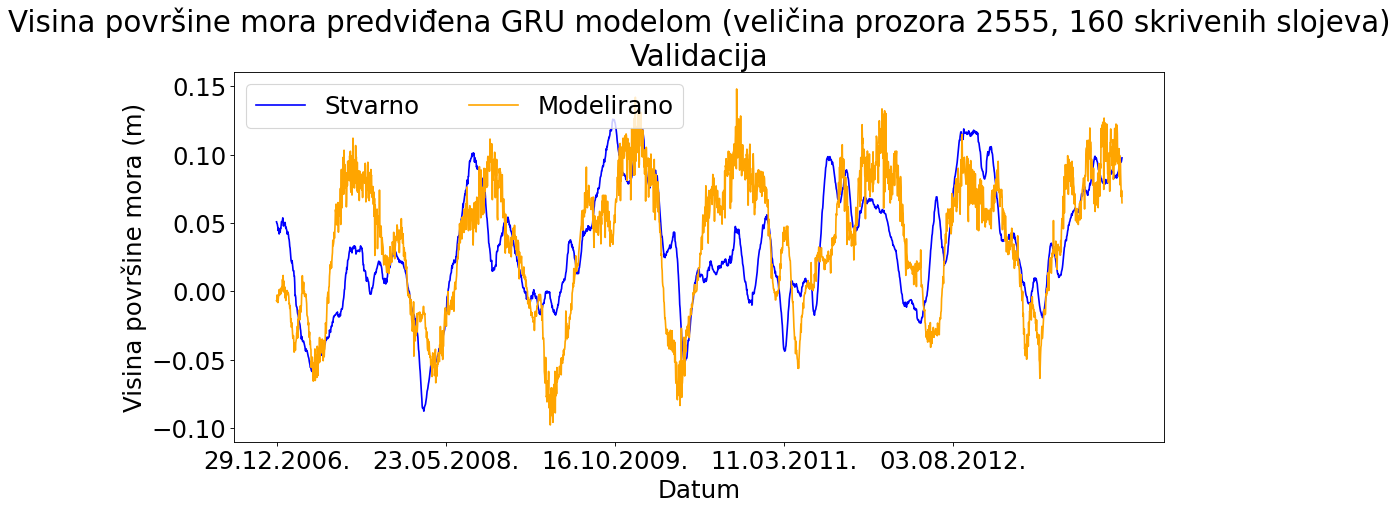 Visina površine mora predviđena GRU modelom (veličina prozora 2555, 160 skrivenih slojeva)
Validacija
Stvarno Modelirano
Visina površine mora (m)
0.15
0.10
0.05
0.00
−0.05
−0.10
29.12.2006. 23.05.2008. 16.10.2009. 11.03.2011. 03.08.2012.
Datum